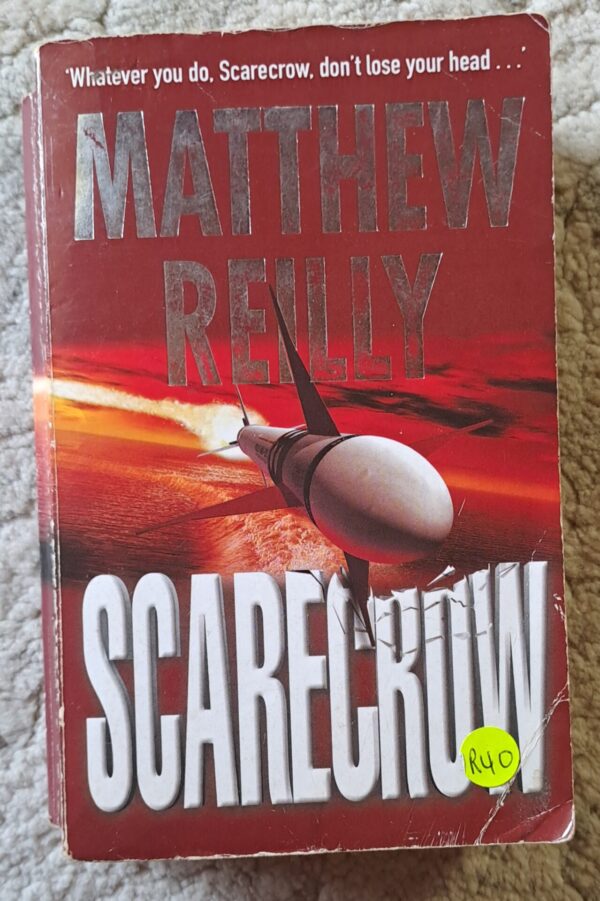 'Whatever you do, Scarecrow, don't lose your head . . .'
MATTHEW
REILLY
SCARECROW
R40